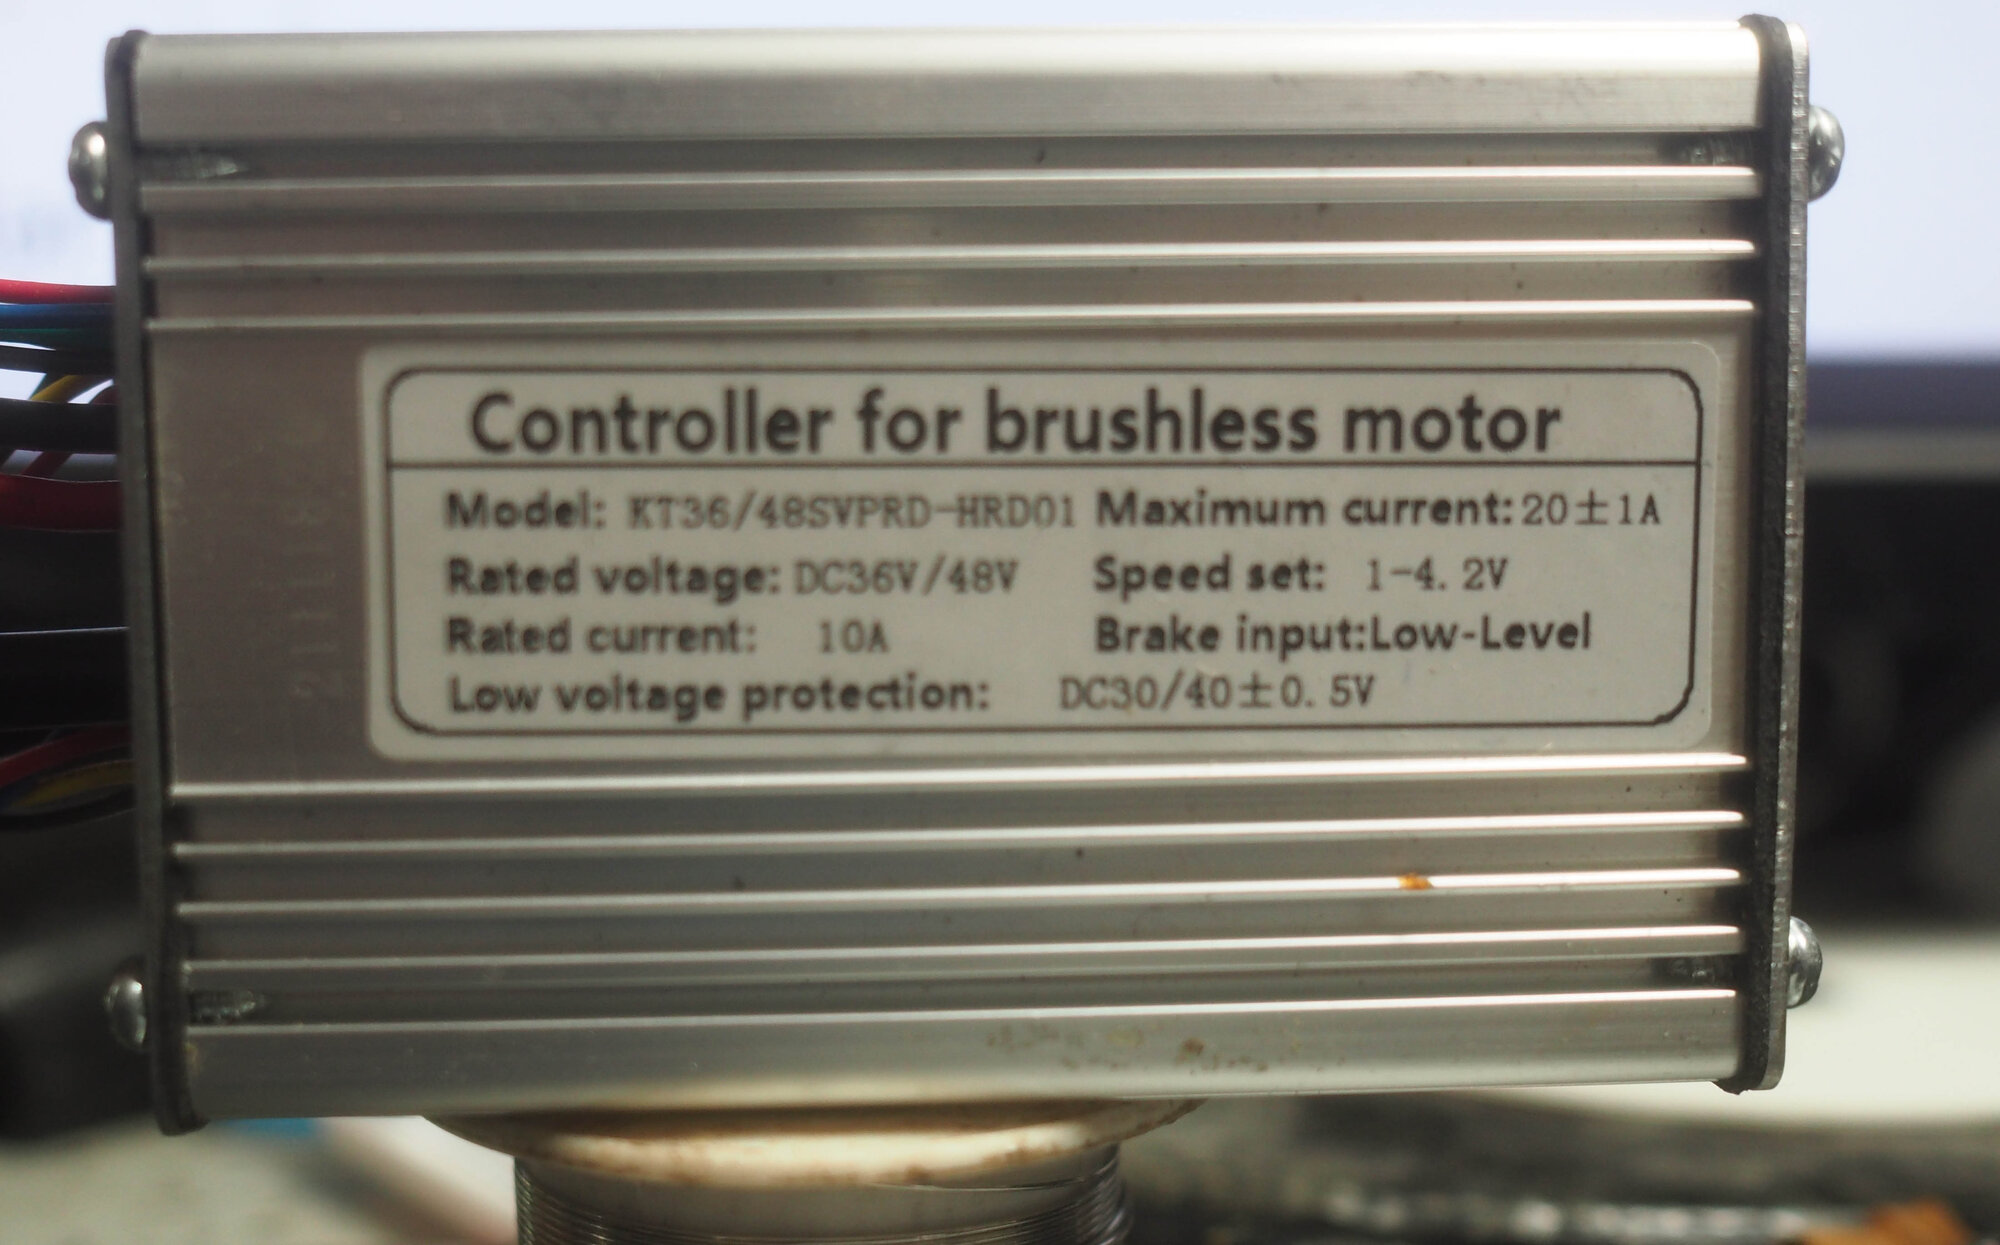 Controller for brushless motor
Model: KT36/48SVPRD-HRD01 Maximum current: 20±1A
Rated voltage: DC36V/48V Speed set: 1-4.2V
Rated current: 10A Brake input:Low-Level
Low voltage protection: DC30/40±0.5V